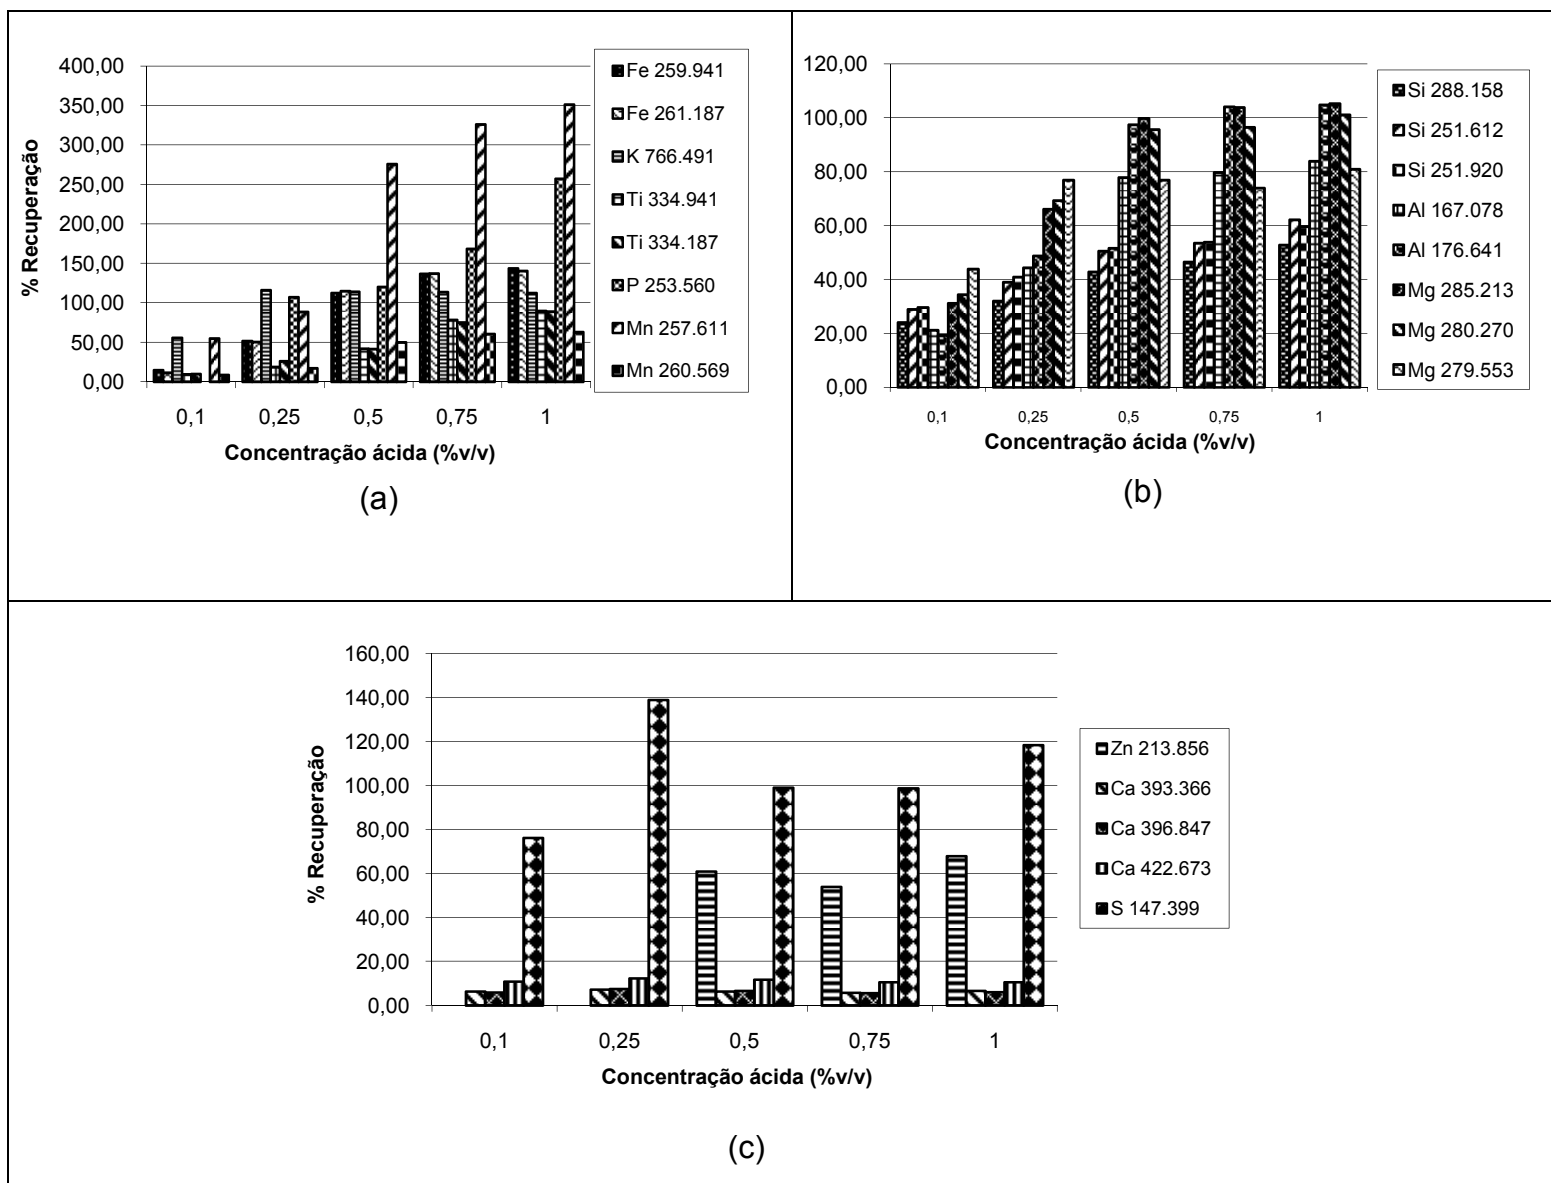 400,00
350,00
300,00
250,00
200,00
150,00
100,00
50,00
0,00
% Recuperação
0,1 0,25 0,5 0,75 1
Concentração ácida (%v/v)
Fe 259.941
Fe 261.187
K 766.491
Ti 334.941
Ti 334.187
P 253.560
Mn 257.611
Mn 260.569
(a)
120,00
100,00
80,00
60,00
40,00
20,00
0,00
0,1 0,25 0,5 0,75 1
Concentração ácida (%v/v)
Si 288.158
Si 251.612
Si 251.920
Al 167.078
Al 176.641
Mg 285.213
Mg 280.270
Mg 279.553
(b)
160,00
140,00
120,00
100,00
80,00
60,00
40,00
20,00
0,00
% Recuperação
0,1 0,25 0,5 0,75 1
Concentração ácida (%v/v)
Zn 213.856
Ca 393.366
Ca 396.847
Ca 422.673
S 147.399
(c)